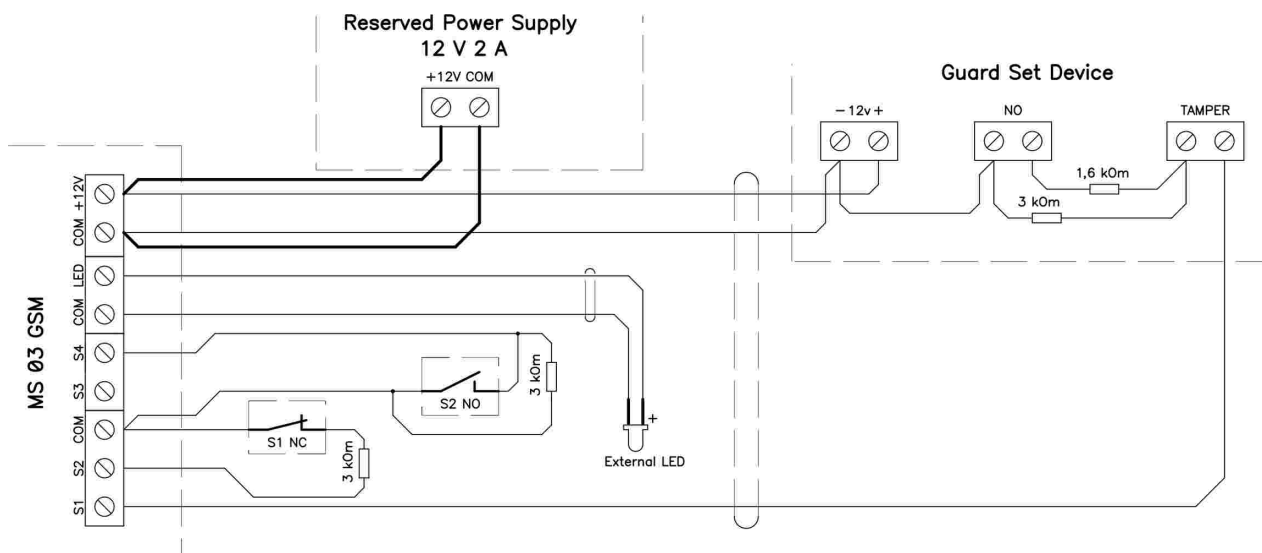 Reserved Power Supply
12 V 2 A
+12V COM
Guard Set Device
- 12v +
NO
TAMPER
1,6 kOm
3 kOm
MS 03 GSM
+12V
COM
LED
COM
S4
S3
COM
S2
S1
S2 NO
3 kOm
S1 NC
3 kOm
+
External LED